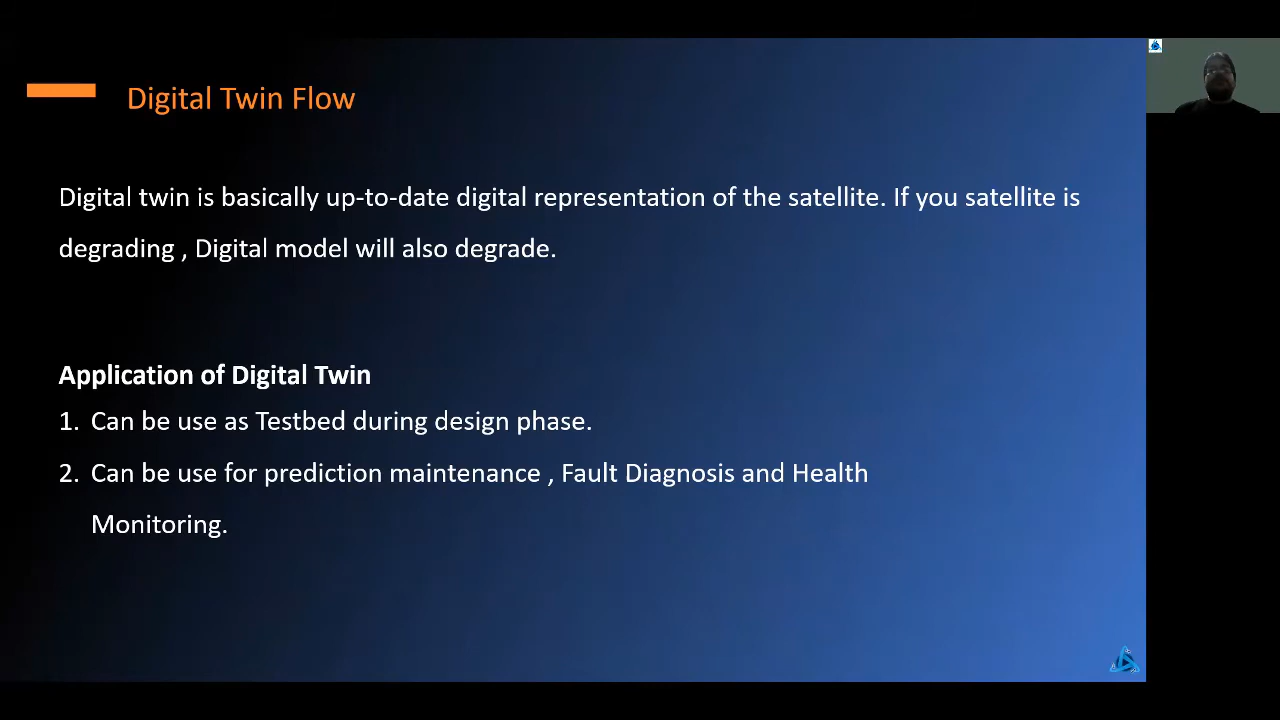 Digital Twin Flow
Digital twin is basically up-to-date digital representation of the satellite. If you satellite is
degrading , Digital model will also degrade.
Application of Digital Twin
1. Can be use as Testbed during design phase.
2. Can be use for prediction maintenance , Fault Diagnosis and Health
Monitoring.